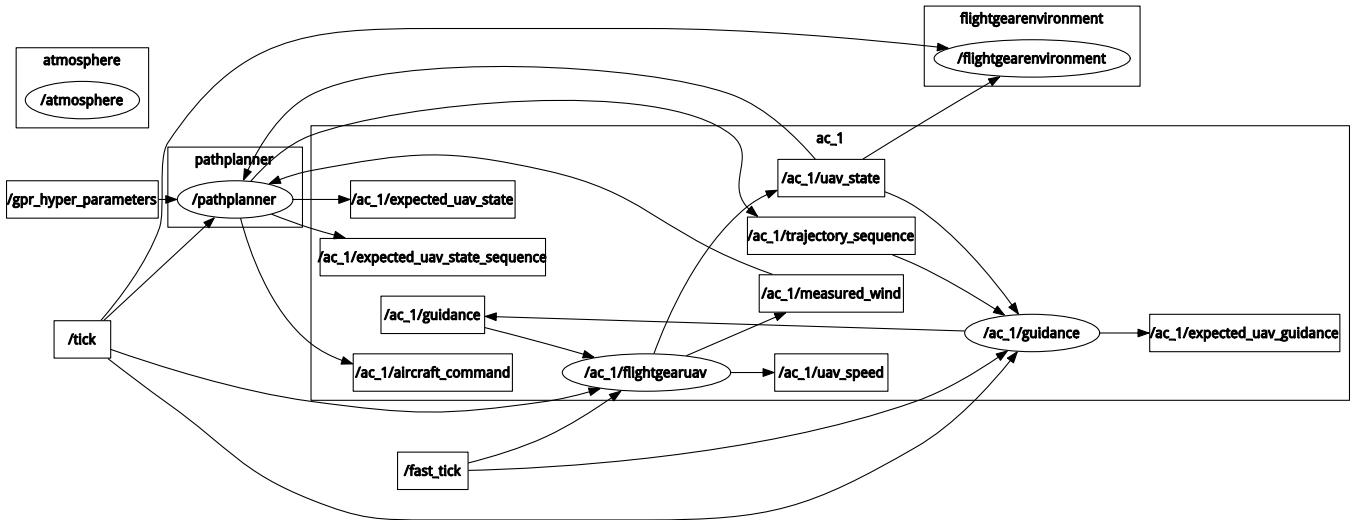 flightgearenvironment
/flightgearenvironment
atmosphere
/atmosphere
ac_1
pathplanner
/gpr_hyper_parameters
/pathplanner
/ac_1/expected_uav_state
/ac_1/uav_state
/ac_1/expected_uav_state_sequence
/ac_1/trajectory_sequence
/ac_1/measured_wind
/ac_1/guidance
/tick
/ac_1/guidance
/ac_1/expected_uav_guidance
/ac_1/aircraft_command
/ac_1/flightgearuav
/ac_1/uav_speed
/fast_tick